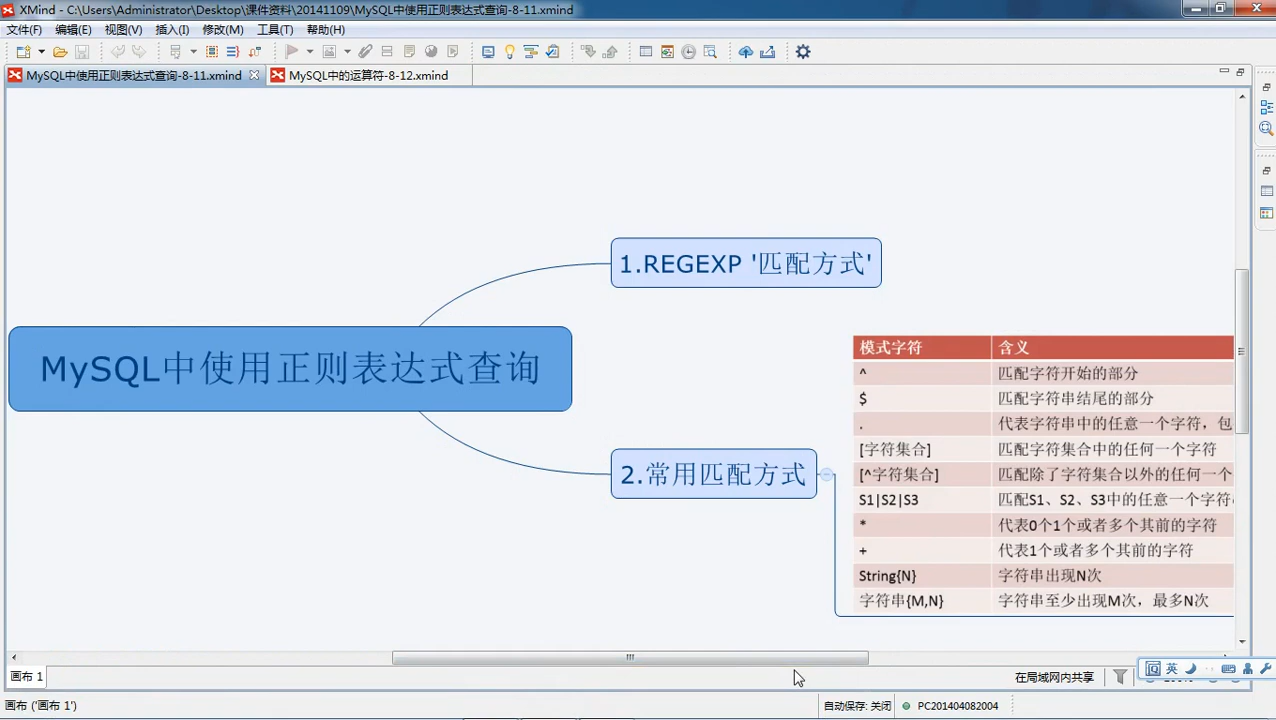 XMind - C:\Users\Administrator\Desktop\课件资料\20141109\MySQL中使用正则表达式查询-8-11.xmind
文件(F) 编辑(E) 视图(V) 插入(I) 修改(M) 工具(T) 帮助(H)
MySQL中使用正则表达式查询-8-11.xmind MySQL中的运算符-8-12.xmind
1.REGEXP '匹配方式'
MySQL中使用正则表达式查询
2.常用匹配方式
模式字符 含义
^ 匹配字符开始的部分
$ 匹配字符串结尾的部分
. 代表字符串中的任意一个字符，包
[字符集合] 匹配字符集合中的任何一个字符
[^字符集合] 匹配除了字符集合以外的任何一个
S1|S2|S3 匹配S1、S2、S3中的任意一个字符
* 代表0个1个或者多个其前的字符
+ 代表1个或者多个其前的字符
String{N} 字符串出现N次
字符串{M,N} 字符串至少出现M次，最多N次
画布 1 在局域网内共享 英
画布 ('画布 1') 自动保存: 关闭 PC201404082004